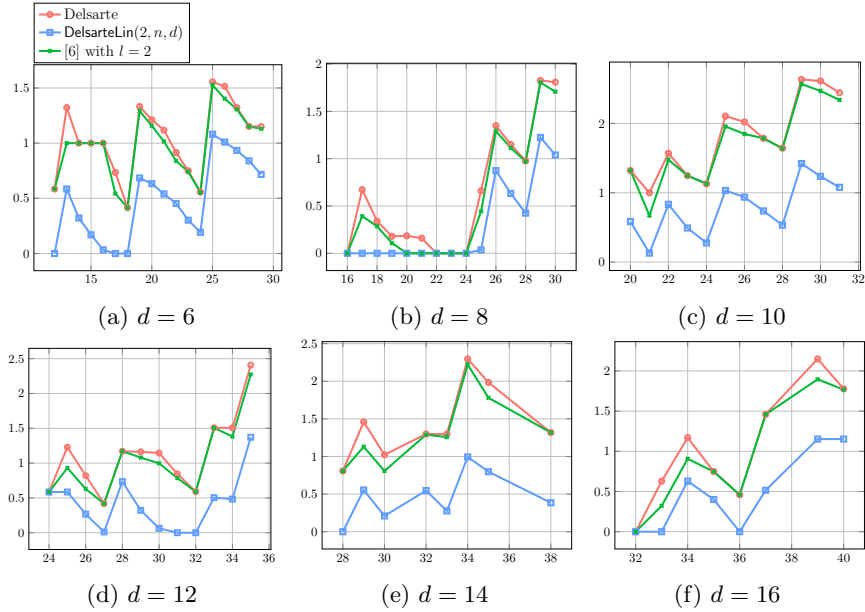 Delsarte
DelsarteLin(2, n, d)
[6] with l = 2
1.5
1
0.5
0
15 20 25 30
(a) d = 6
2
1.5
1
0.5
0
16 18 20 22 24 26 28 30
(b) d = 8
2
1
0
20 22 24 26 28 30 32
(c) d = 10
2.5
2
1.5
1
0.5
0
24 26 28 30 32 34 36
(d) d = 12
2.5
2
1.5
1
0.5
0
28 30 32 34 36 38
(e) d = 14
2
1.5
1
0.5
0
32 34 36 38 40
(f) d = 16